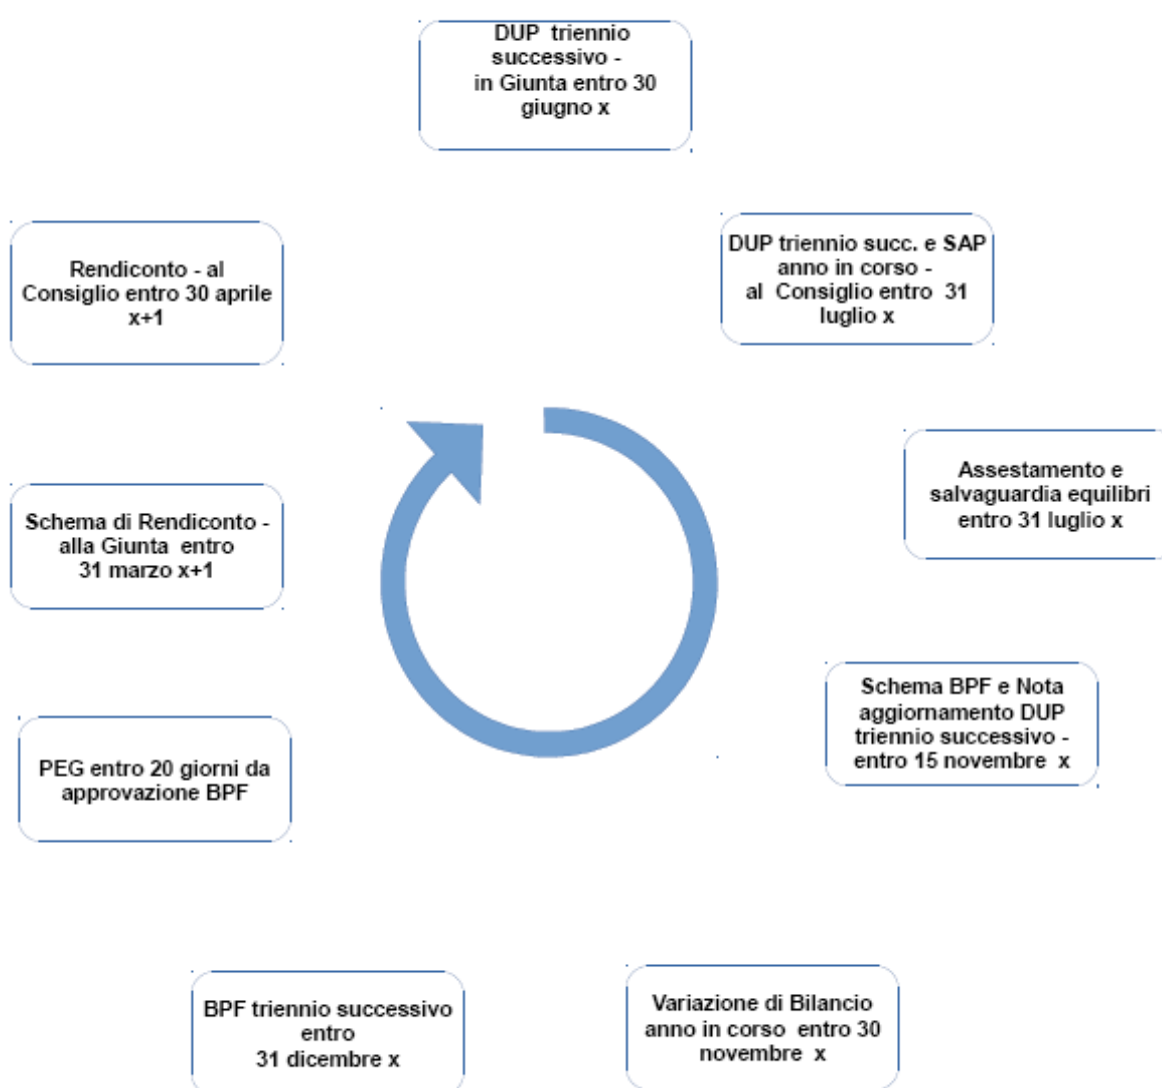 DUP triennio
successivo -
in Giunta entro 30
giugno x
DUP triennio succ. e SAP
anno in corso -
al Consiglio entro 31
luglio x
Assestamento e
salvaguardia equilibri
entro 31 luglio x
Schema BPF e Nota
aggiornamento DUP
triennio successivo -
entro 15 novembre x
Variazione di Bilancio
anno in corso entro 30
novembre x
BPF triennio successivo
entro
31 dicembre x
PEG entro 20 giorni da
approvazione BPF
Schema di Rendiconto -
alla Giunta entro
31 marzo x+1
Rendiconto - al
Consiglio entro 30 aprile
x+1